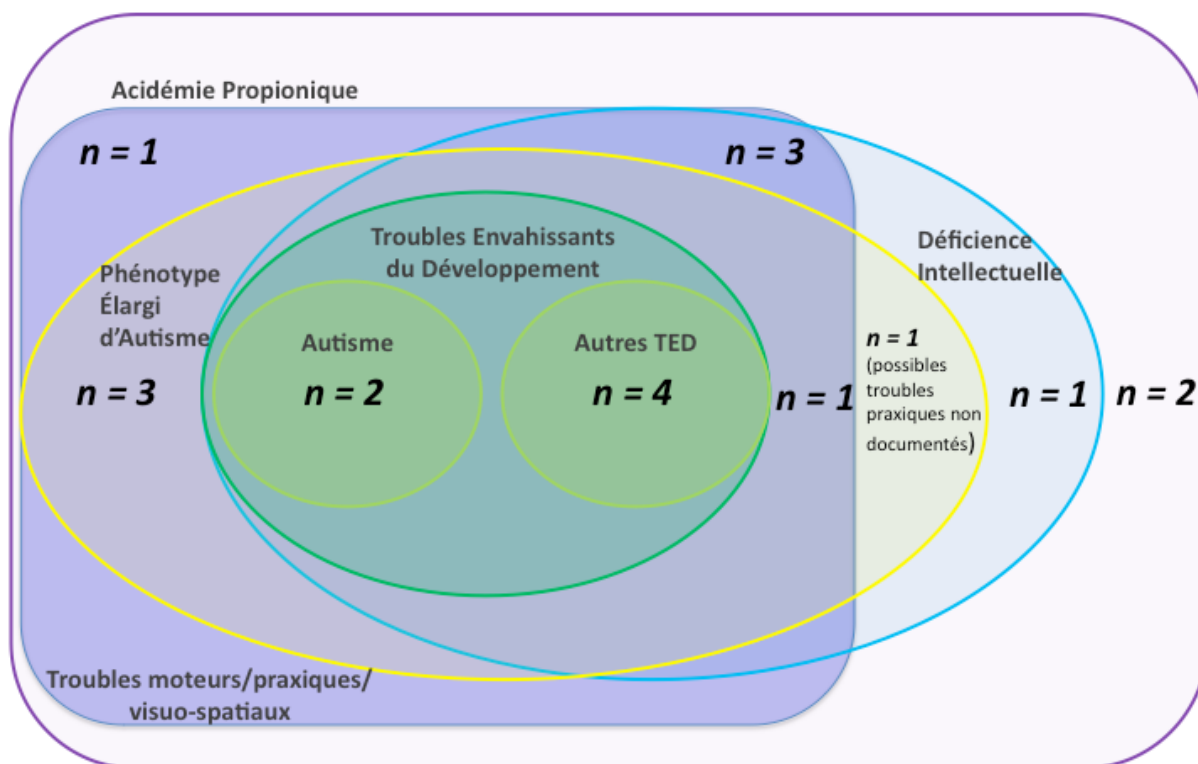 Acidémie Propionique
n = 1
n = 3
Troubles Envahissants
du Développement
Déficience
Intellectuelle
Phénotype
Élargi
d'Autisme
n = 3
Autisme
n = 2
Autres TED
n = 4
n = 1
n = 1
(possibles
troubles
praxiques non
documentés)
n = 1
n = 2
Troubles moteurs/praxiques/
visuo-spatiaux